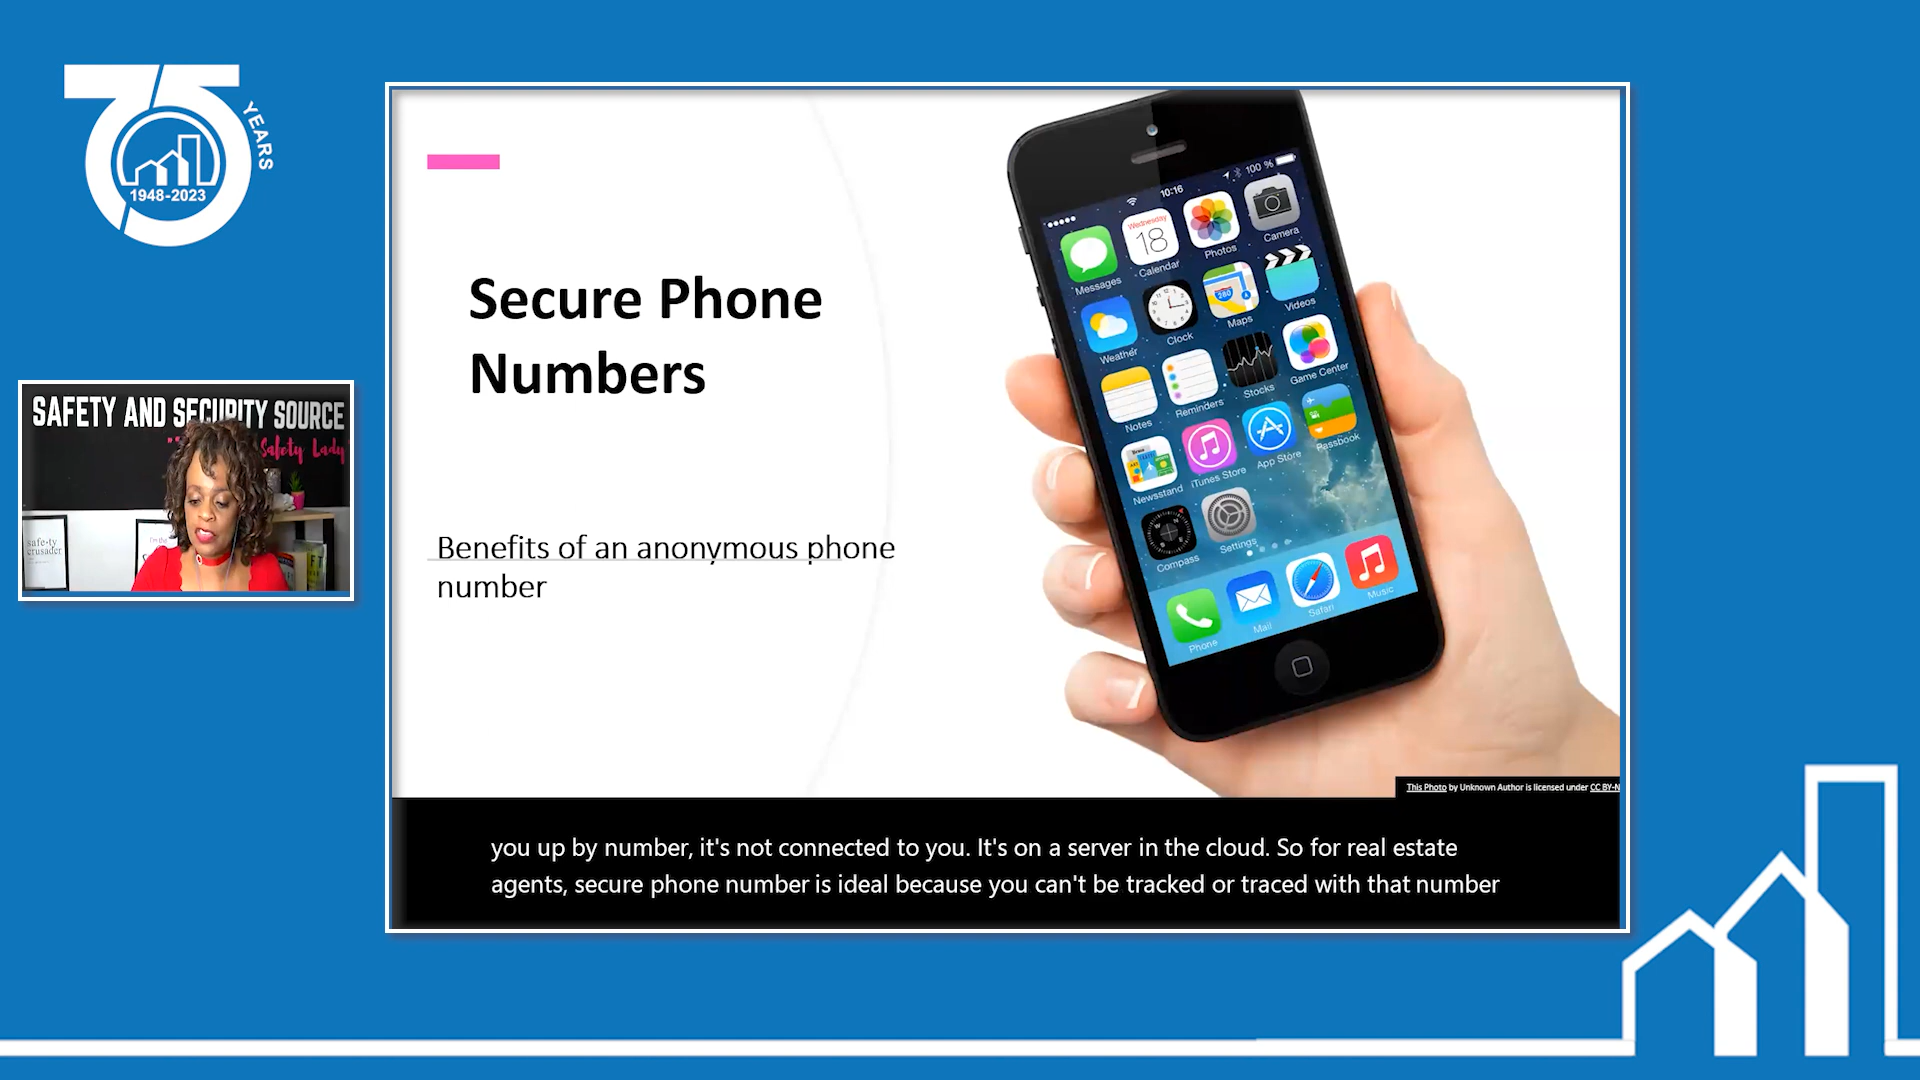 75
YEARS
1948-2023
SAFETY AND SECURITY SOURCE
Safety Lady
safe·ty
crusader
Secure Phone
Numbers
Benefits of an anonymous phone
number
10:16
100 %
Messages
Wednesday
18
Calendar
Photos
Camera
Weather
Clock
280
Maps
Videos
Notes
Reminders
Stocks
Game Center
Newsstand
iTunes Store
App Store
Passbook
Compass
Settings
Phone
Mail
Safari
Music
This Photo by Unknown Author is licensed under CC BY-N
you up by number, it's not connected to you. It's on a server in the cloud. So for real estate
agents, secure phone number is ideal because you can't be tracked or traced with that number